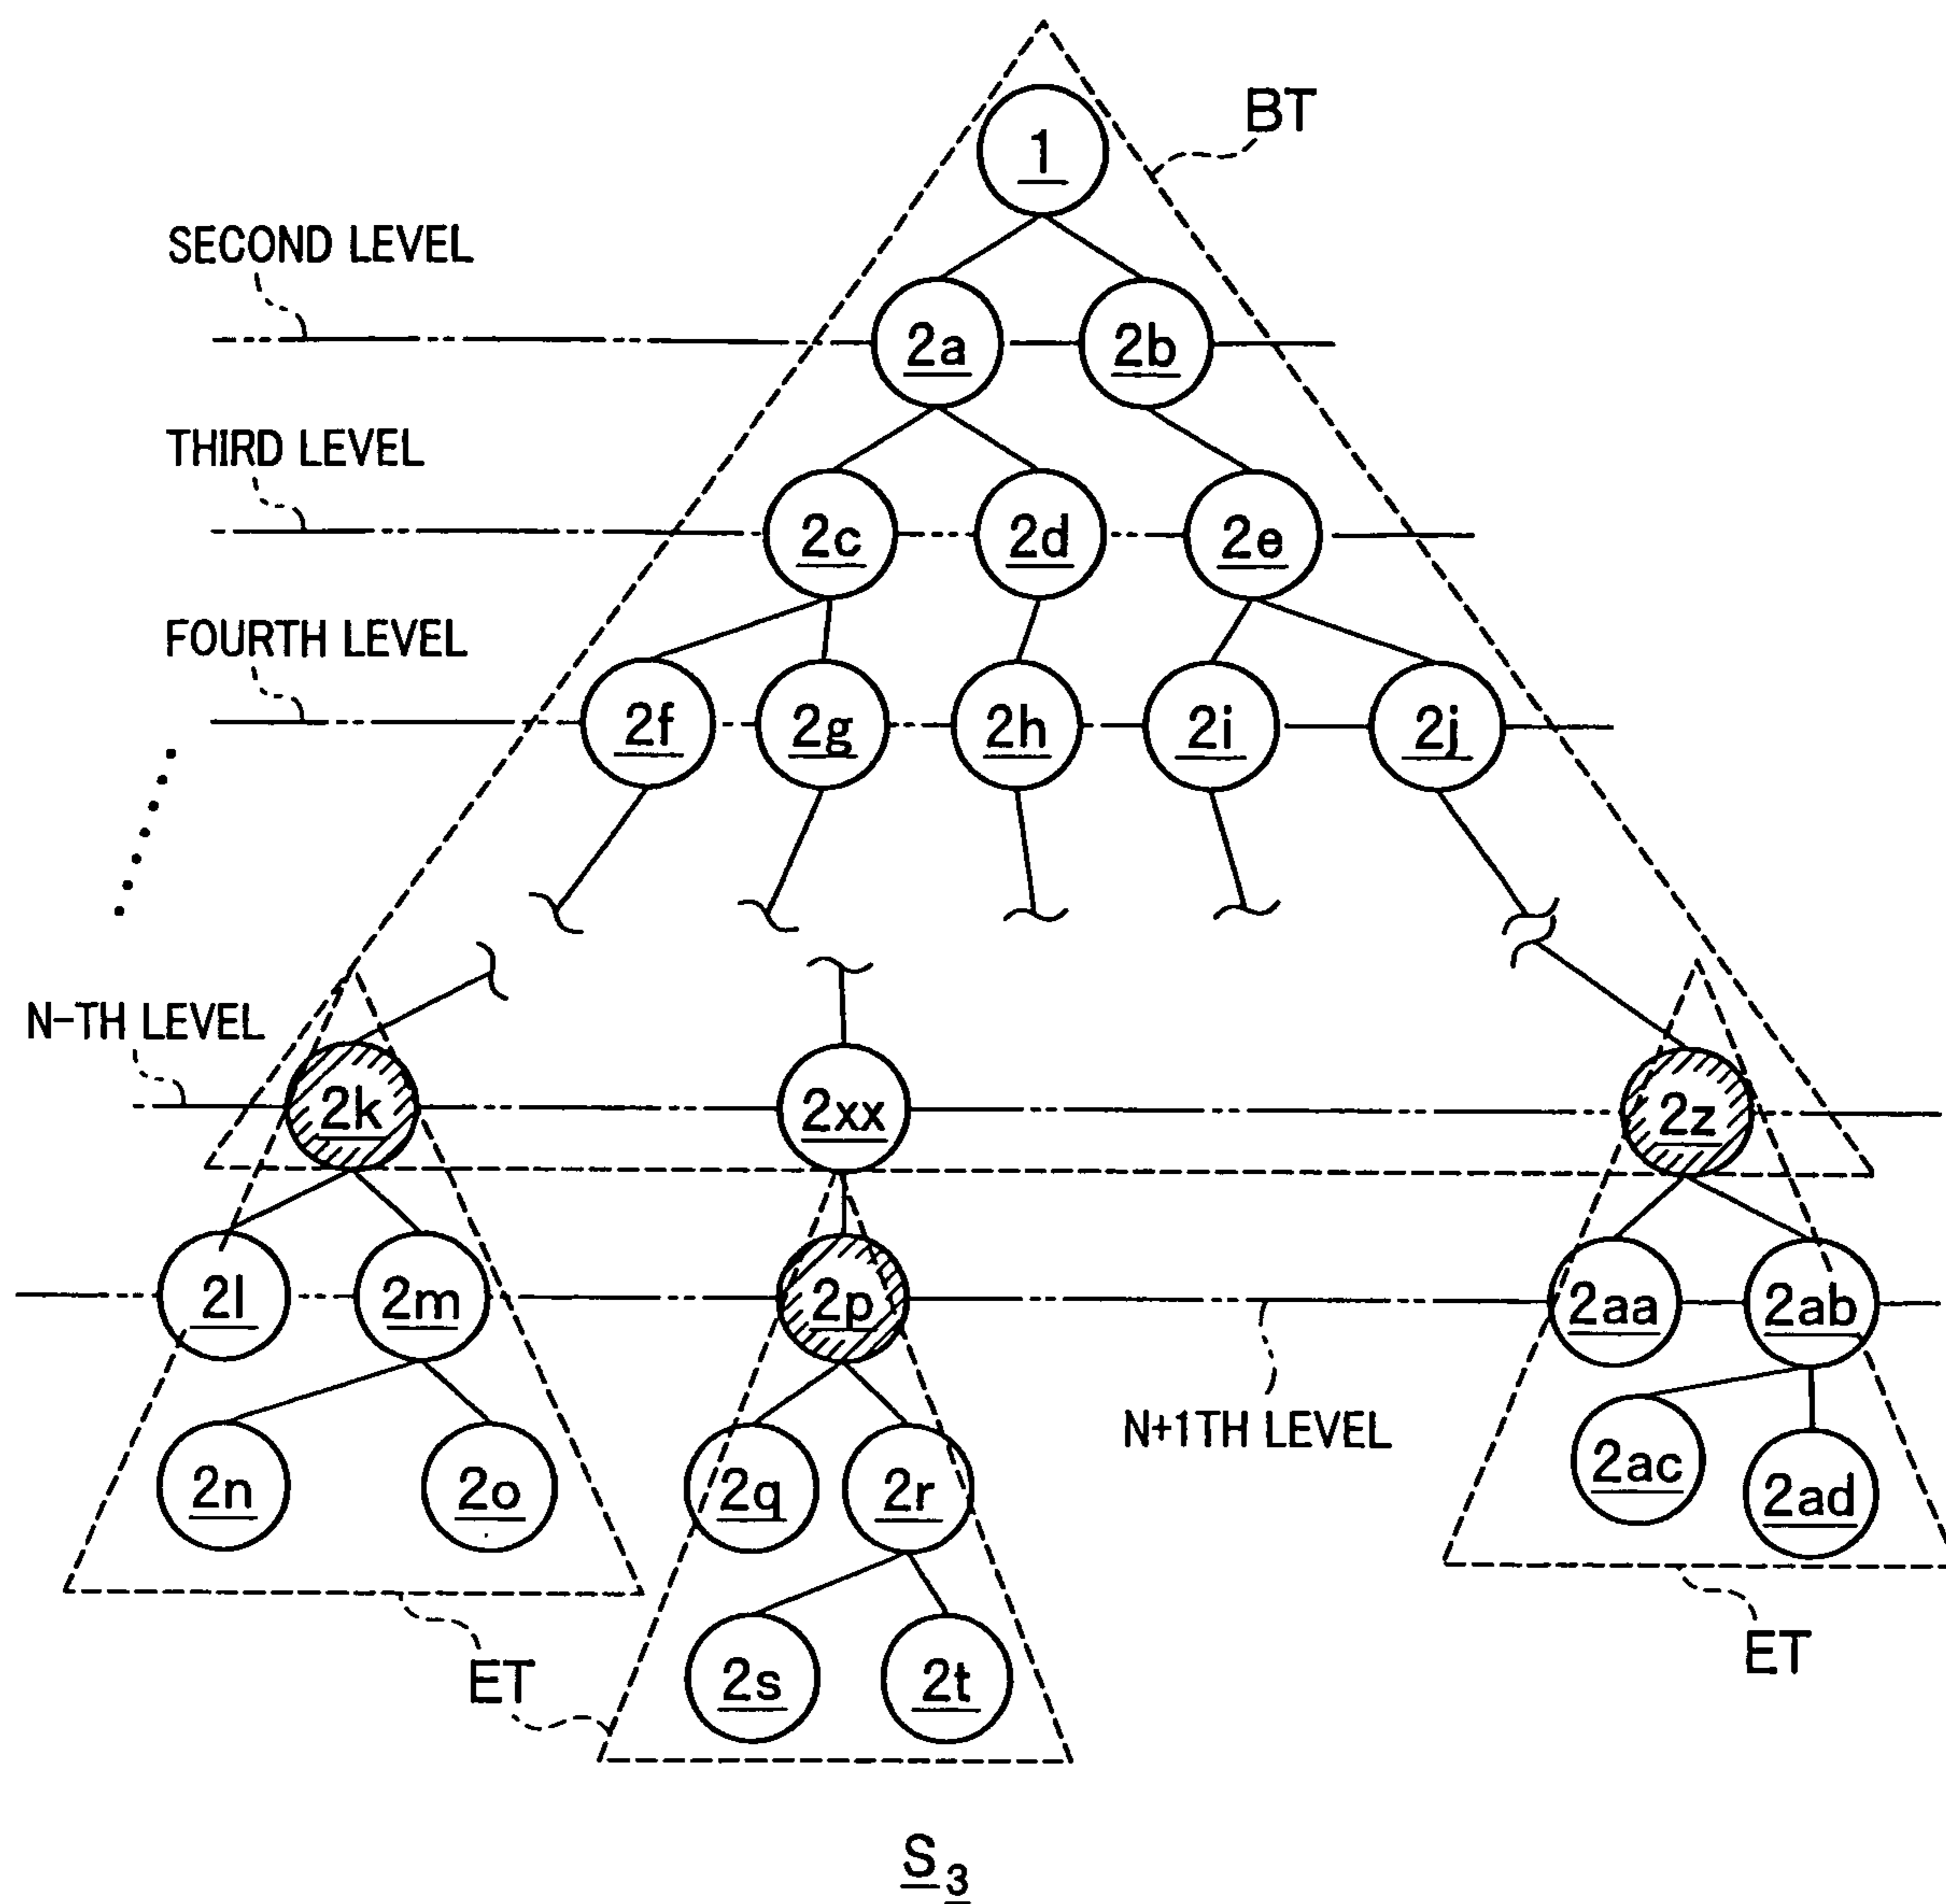 BT
1
SECOND LEVEL
2a 2b
THIRD LEVEL
2c 2d 2e
FOURTH LEVEL
2f 2g 2h 2i 2j
N-TH LEVEL
2k 2xx 2z
2l 2m 2p 2aa 2ab
N+1TH LEVEL
2n 2o 2q 2r 2ac 2ad
ET
ET
2s 2t
S3